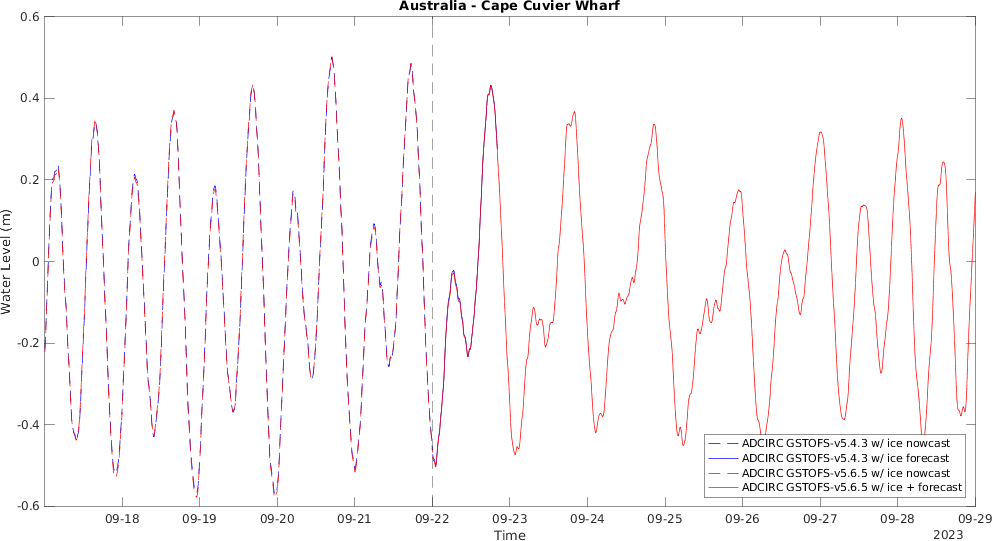 Australia - Cape Cuvier Wharf
0.6
0.4
0.2
0
-0.2
-0.4
-0.6
Water Level (m)
ADCIRC GSTOFS-v5.4.3 w/ ice nowcast
ADCIRC GSTOFS-v5.4.3 w/ ice forecast
ADCIRC GSTOFS-v5.6.5 w/ ice nowcast
ADCIRC GSTOFS-v5.6.5 w/ ice + forecast
09-18 09-19 09-20 09-21 09-22 09-23 09-24 09-25 09-26 09-27 09-28 09-29
Time
2023